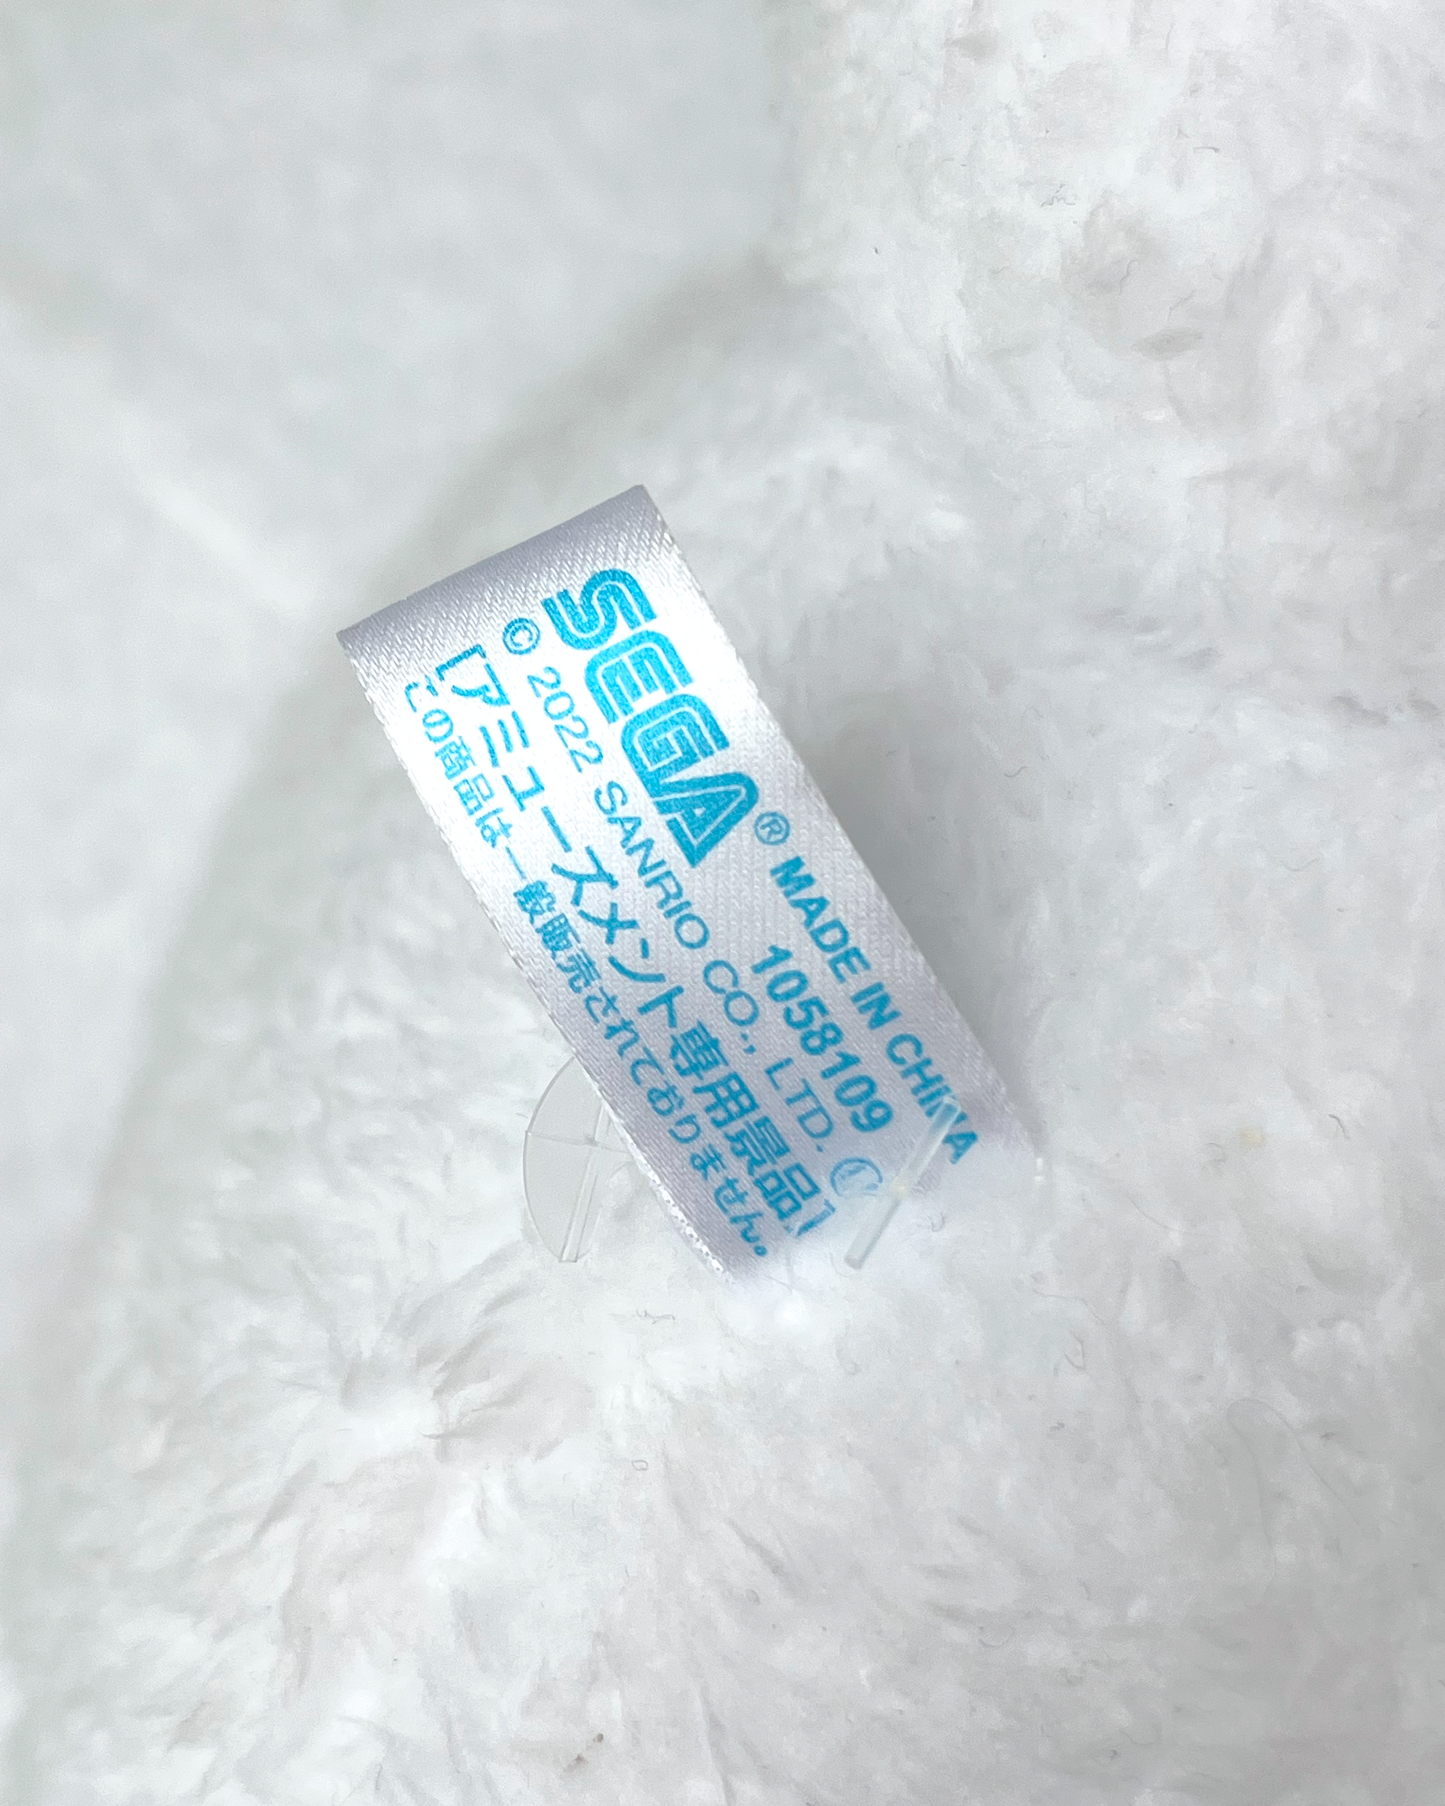 SEGA® MADE IN CHINA
1058109
© 2022 SANRIO CO., LTD. Ⓛ
[アミューズメント専用景品]
この商品は一般販売されておりません。